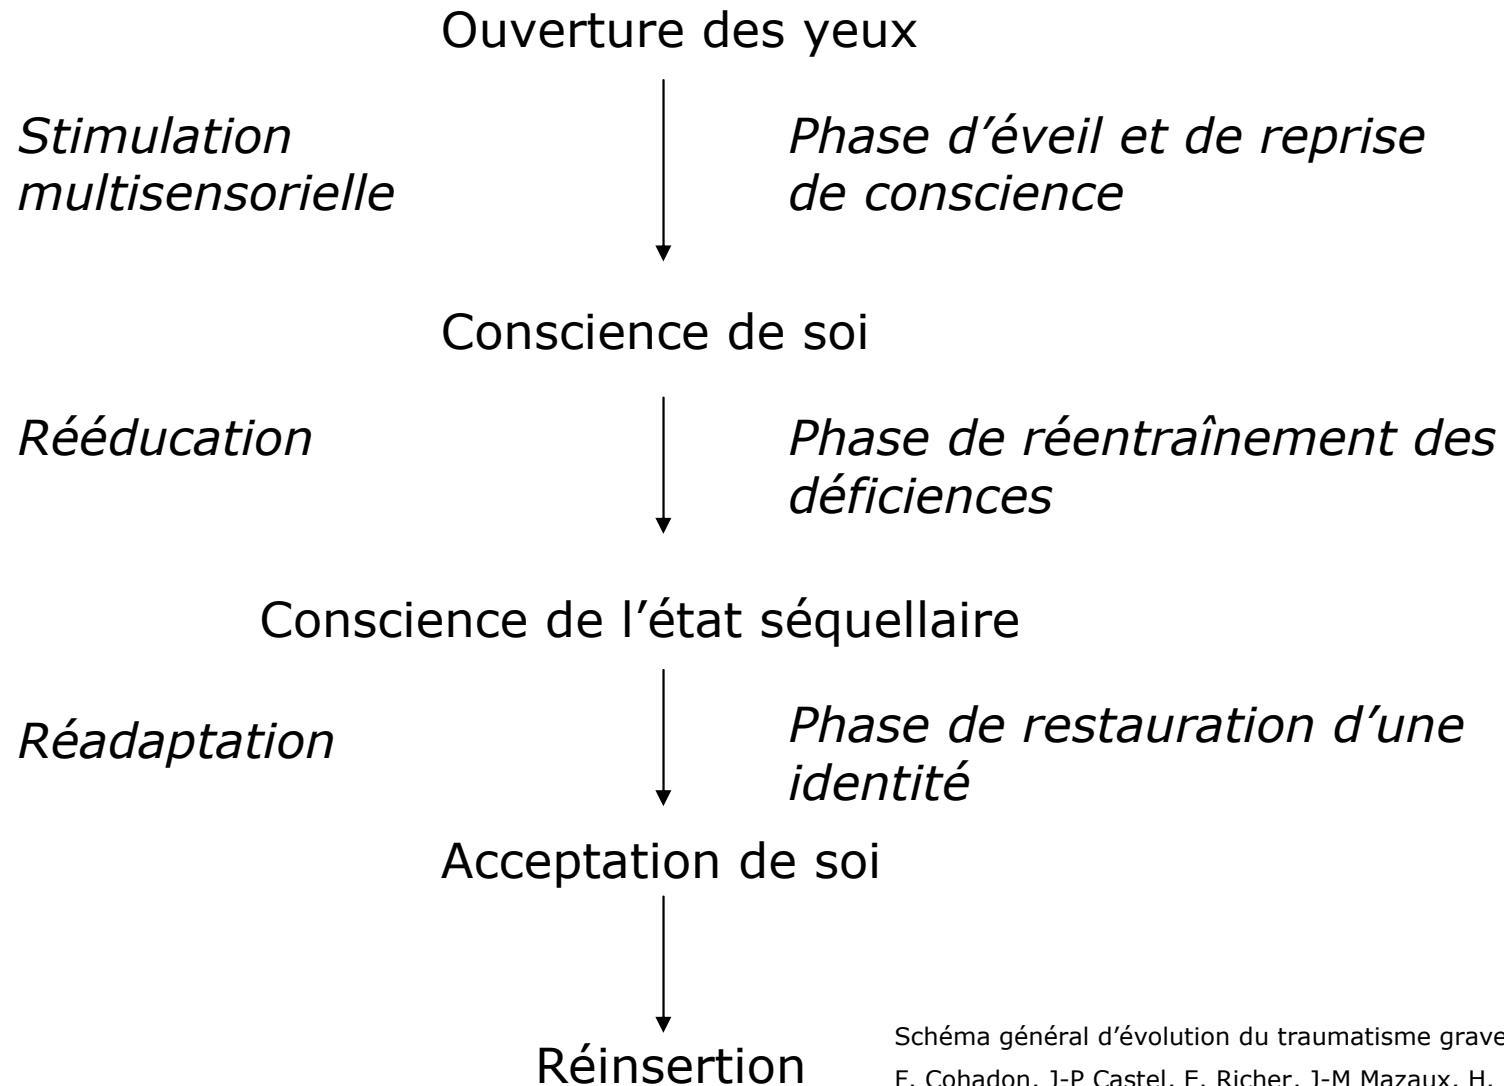 Ouverture des yeux
Stimulation
multisensorielle
Phase d’éveil et de reprise
de conscience
Conscience de soi
Rééducation
Phase de réentraînement des
déficiences
Conscience de l’état séquellaire
Réadaptation
Phase de restauration d’une
identité
Acceptation de soi
Réinsertion
Schéma général d’évolution du traumatisme grave
F. Cohadon, J-P Castel, E. Richer, J-M Mazaux, H.